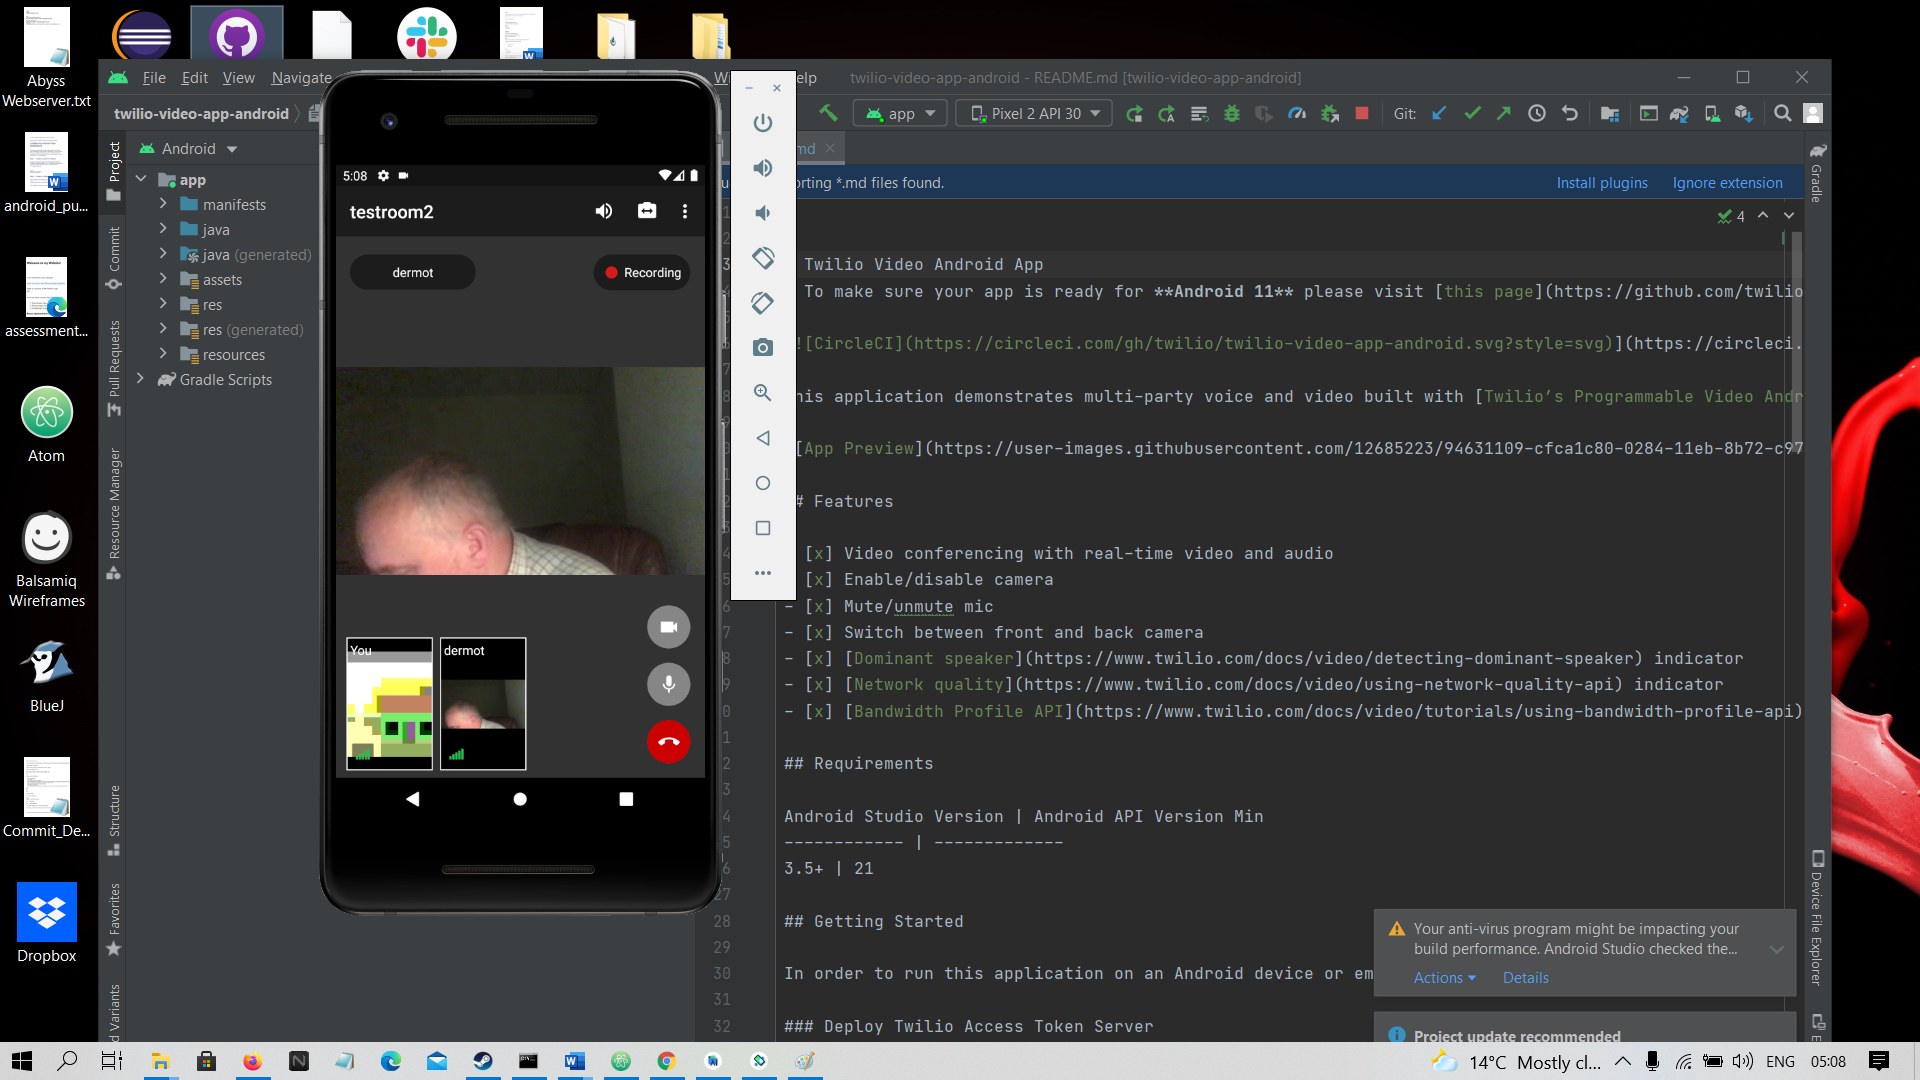 Abyss
Webserver.txt
android_pu...
assessment...
Atom
Balsamiq
Wireframes
BlueJ
Commit_De...
Dropbox
File Edit View Navigate
elp
twilio-video-app-android - README.md [twilio-video-app-android]
twilio-video-app-android
app
Pixel 2 API 30
Git:
Project
Commit
Pull Requests
Resource Manager
Structure
Favorites
d Variants
Android
app
manifests
java
java (generated)
assets
res
res (generated)
resources
Gradle Scripts
5:08
testroom2
dermot
Recording
You
dermot
md
orting *.md files found.
Install plugins
Ignore extension
4
Gradle
Device File Explorer
Twilio Video Android App
To make sure your app is ready for **Android 11** please visit [this page](https://github.com/twilio
![CircleCI](https://circleci.com/gh/twilio/twilio-video-app-android.svg?style=svg)](https://circleci.
his application demonstrates multi-party voice and video built with [Twilio’s Programmable Video Andr
[App Preview](https://user-images.githubusercontent.com/12685223/94631109-cfca1c80-0284-11eb-8b72-c97
# Features
[x] Video conferencing with real-time video and audio
[x] Enable/disable camera
- [x] Mute/unmute mic
- [x] Switch between front and back camera
- [x] [Dominant speaker](https://www.twilio.com/docs/video/detecting-dominant-speaker) indicator
- [x] [Network quality](https://www.twilio.com/docs/video/using-network-quality-api) indicator
- [x] [Bandwidth Profile API](https://www.twilio.com/docs/video/tutorials/using-bandwidth-profile-api)
## Requirements
Android Studio Version | Android API Version Min
------------ | -------------
3.5+ | 21
27
28 ## Getting Started
29
30 In order to run this application on an Android device or em
31
32 ### Deploy Twilio Access Token Server
Your anti-virus program might be impacting your
build performance. Android Studio checked the...
Actions
Details
Project update recommended
14°C Mostly cl...
ENG
05:08